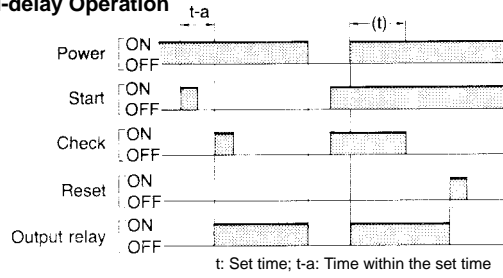 -delay Operation
t-a
(t)
Power ON
OFF
Start ON
OFF
Check ON
OFF
Reset ON
OFF
Output relay ON
OFF
t: Set time; t-a: Time within the set time